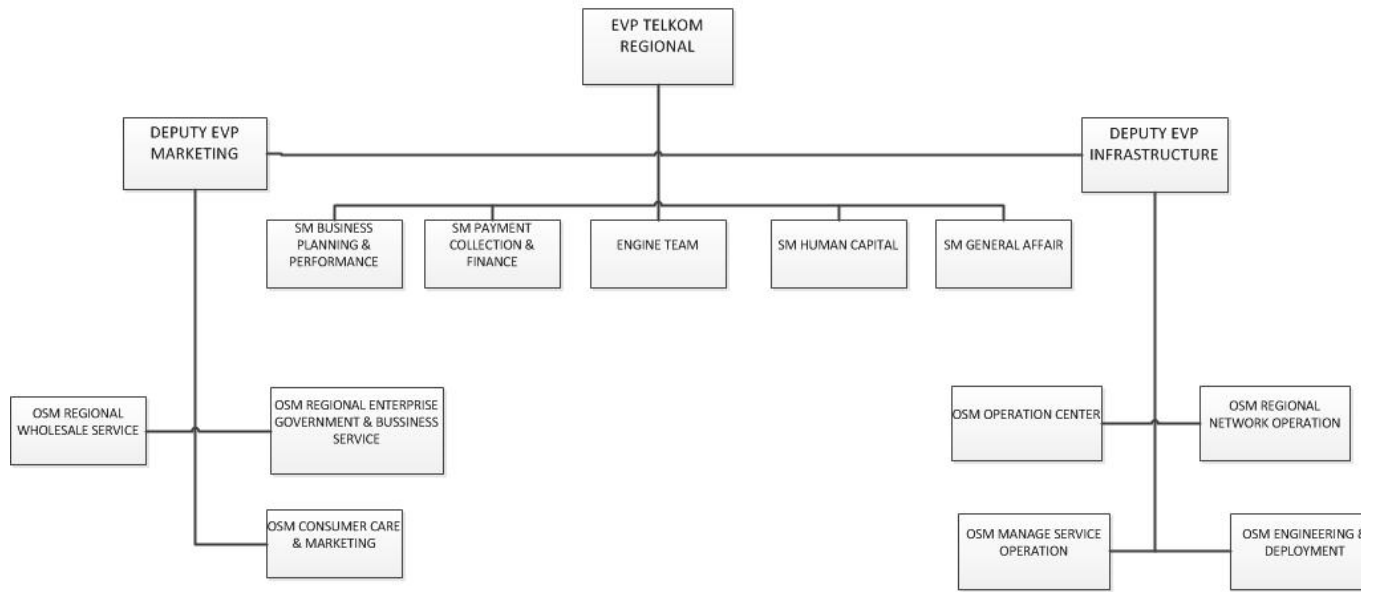 EVP TELKOM
REGIONAL
DEPUTY EVP
MARKETING
DEPUTY EVP
INFRASTRUCTURE
SM BUSINESS
PLANNING &
PERFORMANCE
SM PAYMENT
COLLECTION &
FINANCE
ENGINE TEAM
SM HUMAN CAPITAL
SM GENERAL AFFAIR
OSM REGIONAL
WHOLESALE SERVICE
OSM REGIONAL ENTERPRISE
GOVERNMENT & BUSSINESS
SERVICE
OSM OPERATION CENTER
OSM REGIONAL
NETWORK OPERATION
OSM CONSUMER CARE
& MARKETING
OSM MANAGE SERVICE
OPERATION
OSM ENGINEERING &
DEPLOYMENT